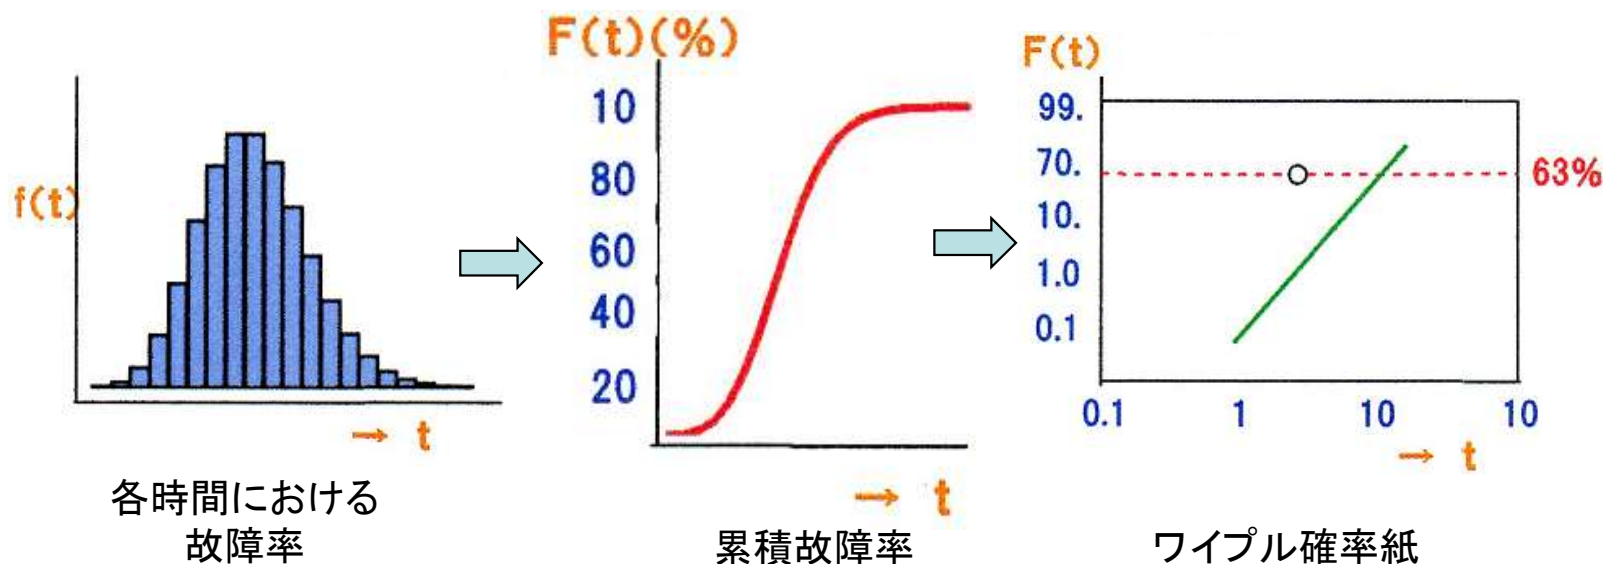 f(t)
→ t
各時間における
故障率
F(t)(%)
10
80
60
40
20
→ t
累積故障率
F(t)
99.
70.
10.
1.0
0.1
63%
0.1 1 10 10
→ t
ワイプル確率紙